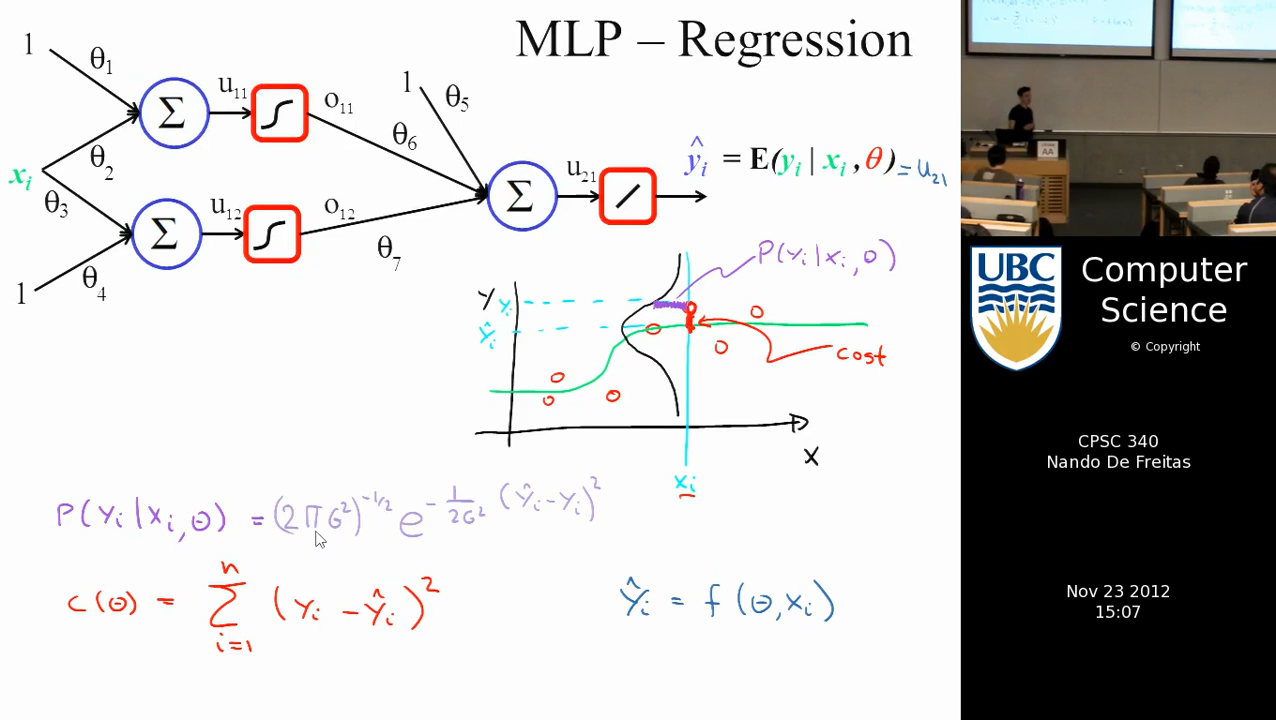 MLP – Regression
1
θ₁
Σ
u₁₁
o₁₁
1
θ₅
θ₂
θ₆
xᵢ
θ₃
u₁₂
o₁₂
Σ
u₂₁
ŷᵢ = E(yᵢ | xᵢ , θ) = u₂₁
Σ
θ₇
1
θ₄
P(yᵢ|xᵢ, θ)
Y
yᵢ
ŷᵢ
cost
X
xᵢ
P(yᵢ|xᵢ, θ) = (2πσ²)^-1/2 e^-1/2σ² (ŷᵢ-yᵢ)²
C(θ) = Σ i=1 n (yᵢ - ŷᵢ)²
ŷᵢ = f(θ, xᵢ)
AA
UBC
Computer
Science
© Copyright
CPSC 340
Nando De Freitas
Nov 23 2012
15:07